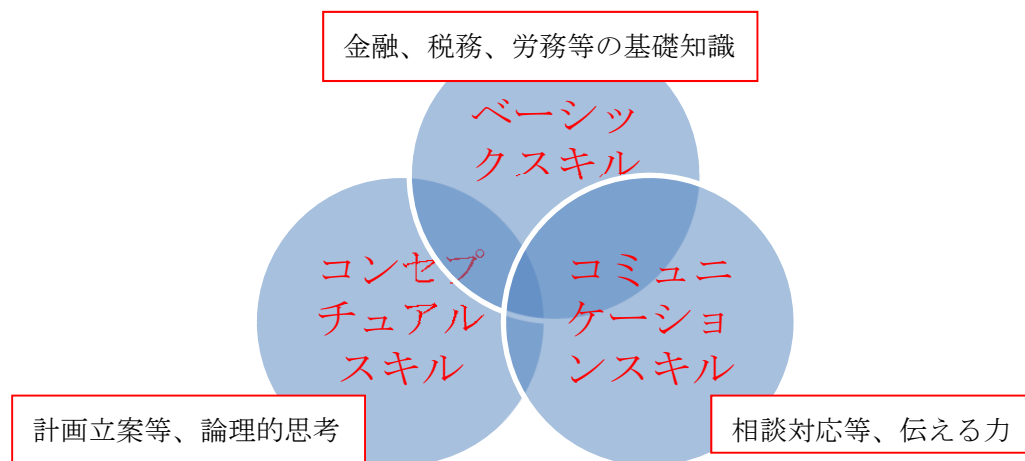 金融、税務、労務等の基礎知識
ベーシッ
クスキル
コンセプ
チュアル
スキル
コミュニ
ケーショ
ンスキル
計画立案等、論理的思考
相談対応等、伝える力